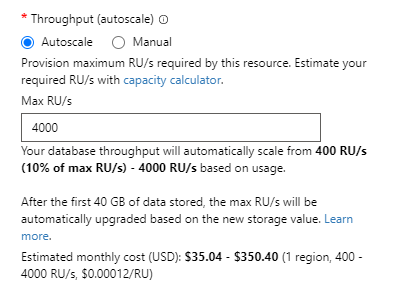 * Throughput (autoscale)
Autoscale Manual
Provision maximum RU/s required by this resource. Estimate your
required RU/s with capacity calculator.
Max RU/s
4000
Your database throughput will automatically scale from 400 RU/s
(10% of max RU/s) - 4000 RU/s based on usage.
After the first 40 GB of data stored, the max RU/s will be
automatically upgraded based on the new storage value. Learn
more.
Estimated monthly cost (USD): $35.04 - $350.40 (1 region, 400 -
4000 RU/s, $0.00012/RU)